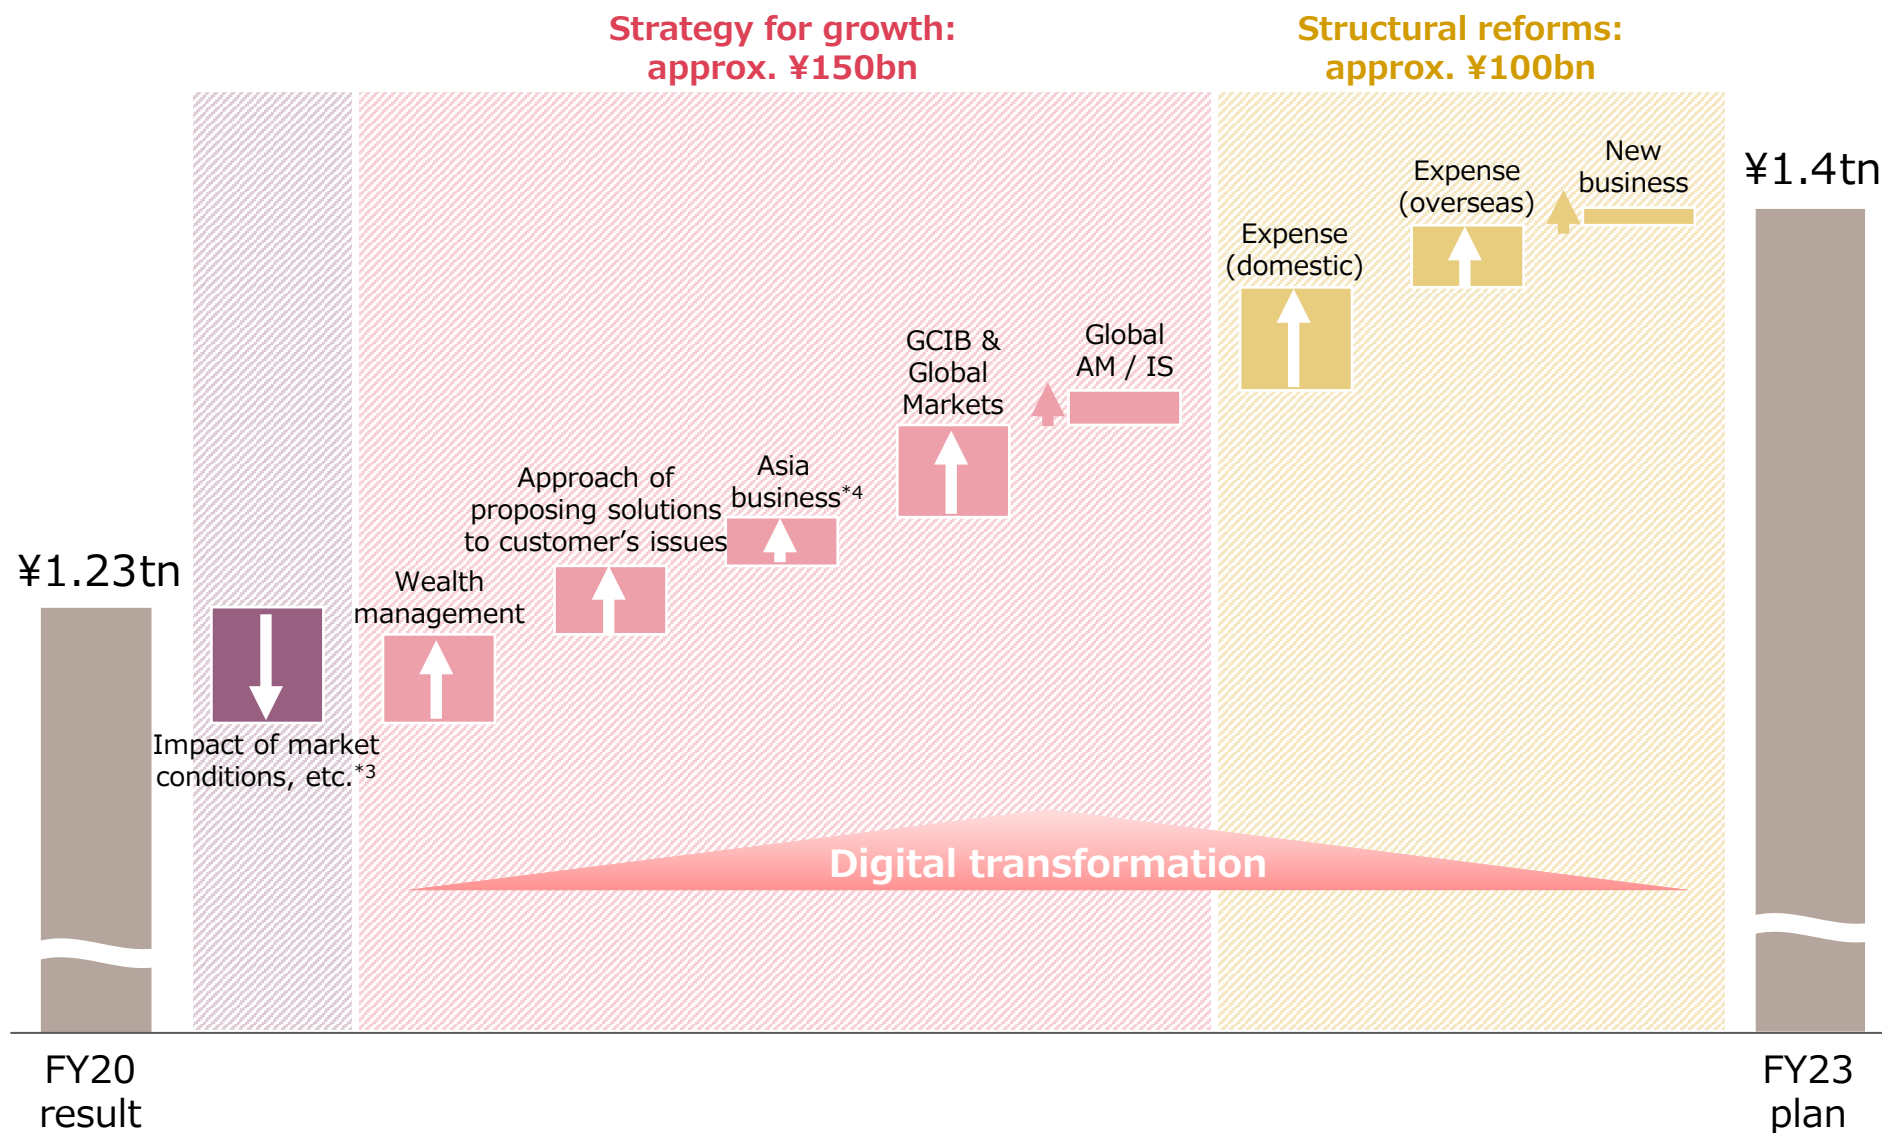 Strategy for growth:
approx. ¥150bn
Structural reforms:
approx. ¥100bn
¥1.23tn
Impact of market
conditions, etc.*3
Wealth
management
Approach of
proposing solutions
to customer’s issues
Asia
business*4
GCIB &
Global
Markets
Global
AM / IS
Expense
(domestic)
Expense
(overseas)
New
business
¥1.4tn
Digital transformation
FY20
result
FY23
plan